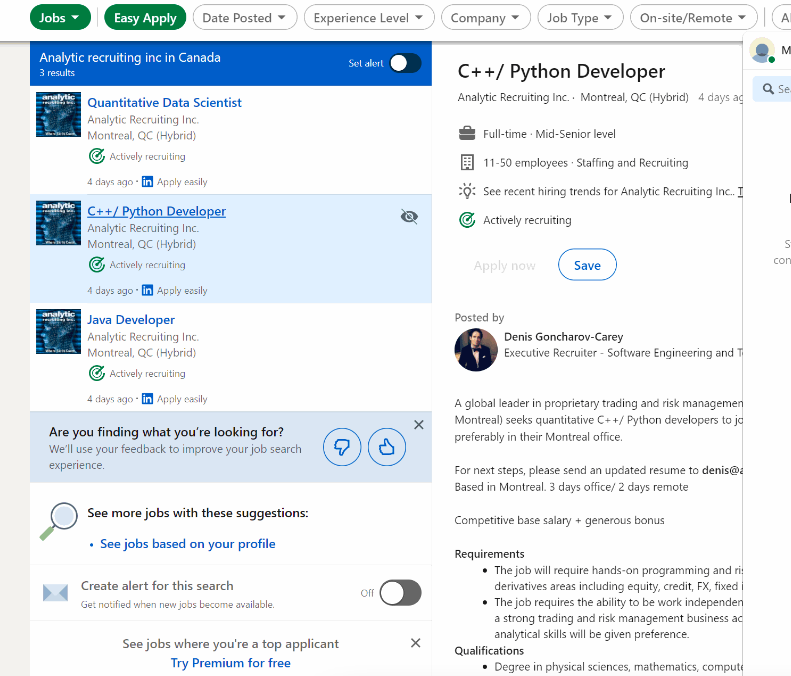 Jobs
Easy Apply
Date Posted
Experience Level
Company
Job Type
On-site/Remote
Analytic recruiting inc in Canada
3 results
Set alert
analytic
recruiting inc.
Quantitative Data Scientist
Analytic Recruiting Inc.
Montreal, QC (Hybrid)
Actively recruiting
4 days ago • in Apply easily
analytic
recruiting inc.
C++/ Python Developer
Analytic Recruiting Inc.
Montreal, QC (Hybrid)
Actively recruiting
4 days ago • in Apply easily
analytic
recruiting inc.
Java Developer
Analytic Recruiting Inc.
Montreal, QC (Hybrid)
Actively recruiting
4 days ago • in Apply easily
Are you finding what you're looking for?
We'll use your feedback to improve your job search
experience.
See more jobs with these suggestions:
• See jobs based on your profile
Create alert for this search
Get notified when new jobs become available.
Off
See jobs where you're a top applicant
Try Premium for free
C++/ Python Developer
Analytic Recruiting Inc. · Montreal, QC (Hybrid) 4 days ag
Full-time · Mid-Senior level
11-50 employees · Staffing and Recruiting
See recent hiring trends for Analytic Recruiting Inc.. T
Actively recruiting
Apply now
Save
Posted by
Denis Goncharov-Carey
Executive Recruiter - Software Engineering and T
A global leader in proprietary trading and risk managemen
Montreal) seeks quantitative C++/ Python developers to jo
preferably in their Montreal office.
For next steps, please send an updated resume to denis@a
Based in Montreal. 3 days office/ 2 days remote
Competitive base salary + generous bonus
Requirements
• The job will require hands-on programming and ris
derivatives areas including equity, credit, FX, fixed i
• The job requires the ability to be work independen
a strong trading and risk management business ac
analytical skills will be given preference.
Qualifications
• Degree in physical sciences, mathematics, compute
M
Sea
S
con